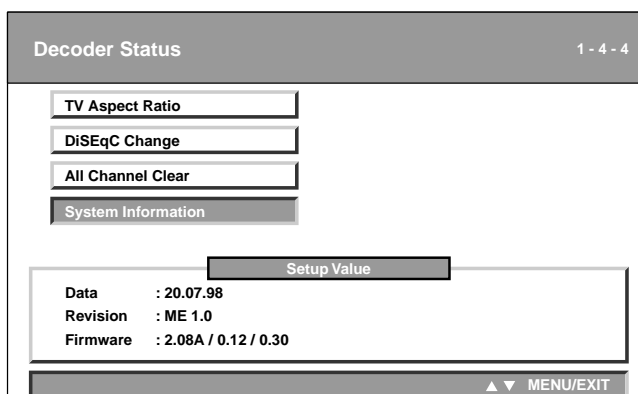 Decoder Status 1 - 4 - 4
TV Aspect Ratio
DiSEqC Change
All Channel Clear
System Information
Setup Value
Data : 20.07.98
Revision : ME 1.0
Firmware : 2.08A / 0.12 / 0.30
▲ ▼ MENU/EXIT